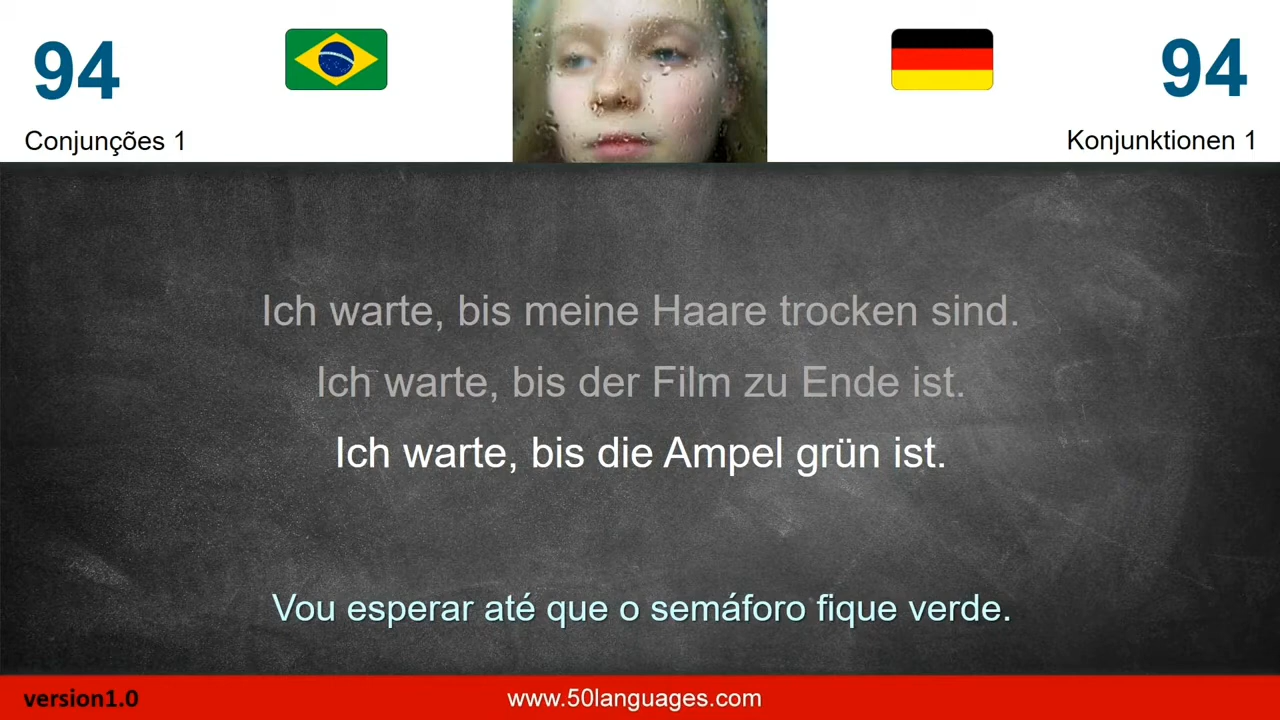 94
94
Conjunções 1
Konjunktionen 1
Ich warte, bis meine Haare trocken sind.
Ich warte, bis der Film zu Ende ist.
Ich warte, bis die Ampel grün ist.
Vou esperar até que o semáforo fique verde.
version1.0
www.50languages.com